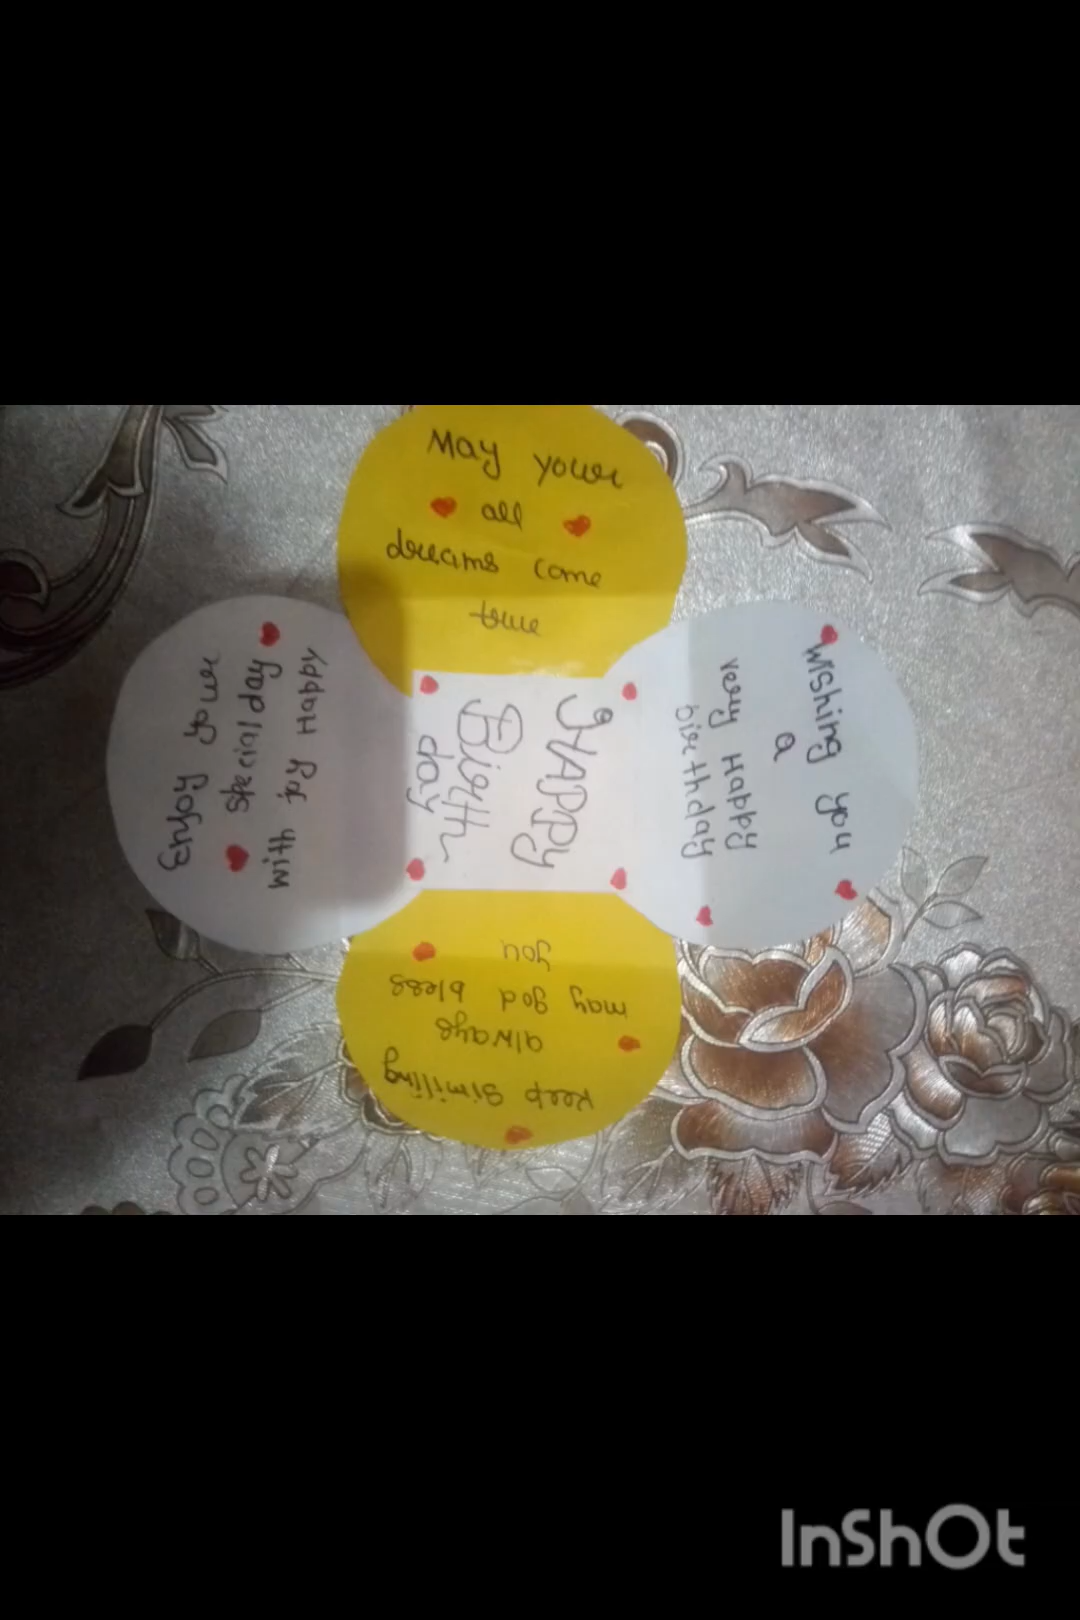 May your
all
dreams come
true
Wishing you
a
very Happy
birthday
HAPPY
Birth
day
Enjoy your
special day
with joy Happy
keep Similing
always
may god bless
you
InShOt